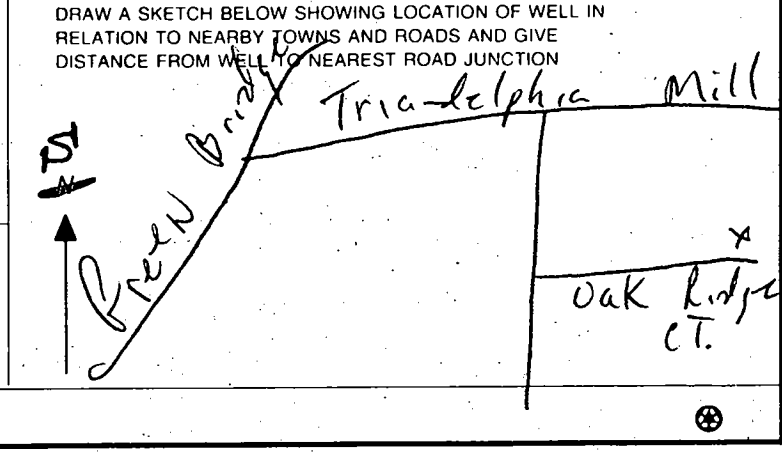 DRAW A SKETCH BELOW SHOWING LOCATION OF WELL IN
RELATION TO NEARBY TOWNS AND ROADS AND GIVE
DISTANCE FROM WELL TO NEAREST ROAD JUNCTION
Triadelphia Mill
Green Bridge
S
N
X
Oak Ridge
CT.